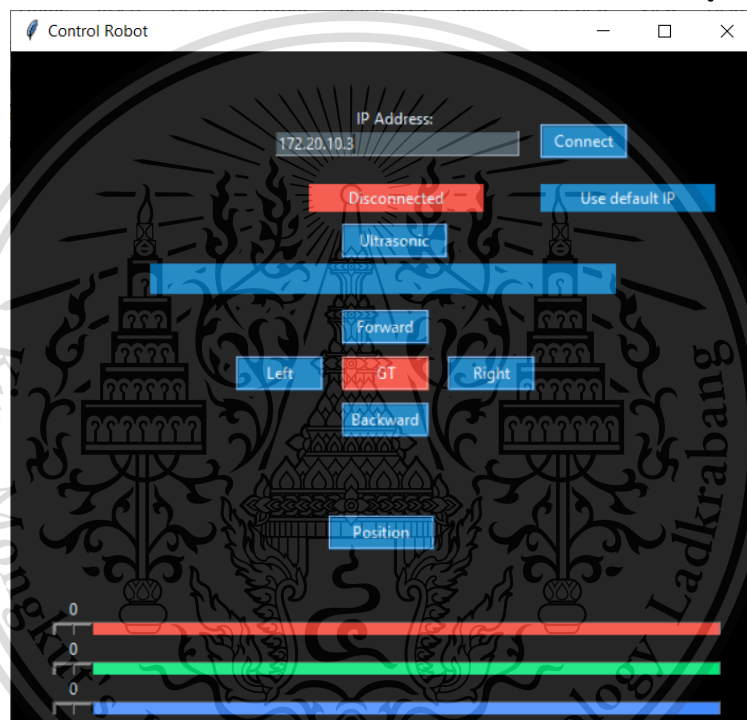 Control Robot
IP Address:
172.20.10.3
Connect
Disconnected
Use default IP
Ultrasonic
Forward
Left
GT
Right
Backward
Position
0
0
0
Mongkut's
Ladkrabang